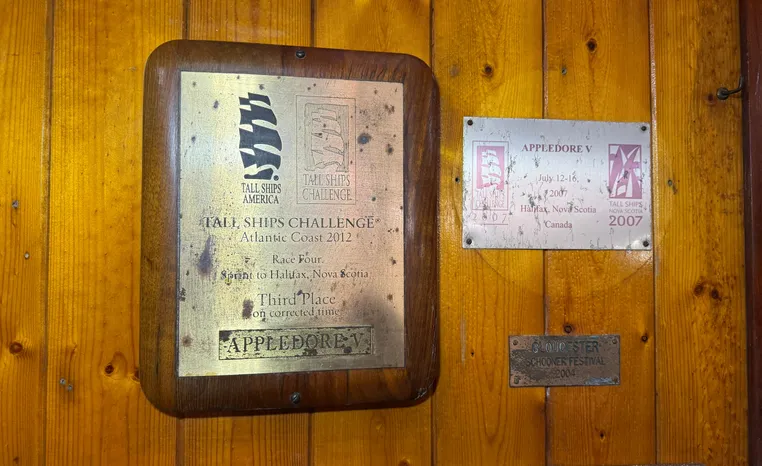 TALL SHIPS
AMERICA
TALL SHIPS
CHALLENGE
TALL SHIPS CHALLENGE®
Atlantic Coast 2012
Race Four
Sprint to Halifax, Nova Scotia
Third Place
on corrected time
APPLEDORE V
APPLEDORE V
July 12-16,
2007
Halifax, Nova Scotia
Canada
2007
TALL SHIPS
NOVA SCOTIA
2007
GLOUCESTER
SCHOONER FESTIVAL
2004